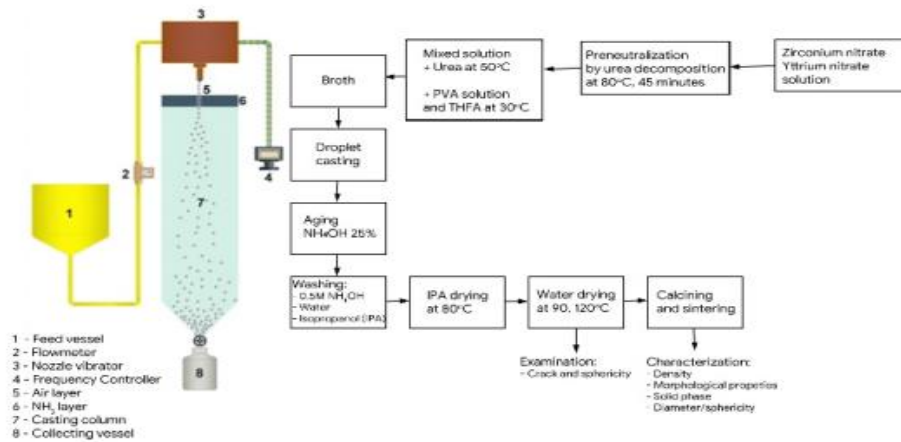 3
5
6
2
4
1
7
8
1 - Feed vessel
2 - Flowmeter
3 - Nozzle vibrator
4 - Frequency Controller
5 - Air layer
6 - NH₃ layer
7 - Casting column
8 - Collecting vessel
Zirconium nitrate
Yttrium nitrate
solution
Preneutralization
by urea decomposition
at 80°C, 45 minutes
Mixed solution
+ Urea at 50°C
+ PVA solution
and THFA at 30°C
Broth
Droplet
casting
Aging
NH₄OH 25%
Washing:
- 0.5M NH₄OH
- Water
- Isopropanol (IPA)
IPA drying
at 80°C
Water drying
at 90, 120°C
Calcining
and sintering
Examination:
- Crack and sphericity
Characterization:
- Density
- Morphological propeties
- Solid phase
- Diameter/sphericity